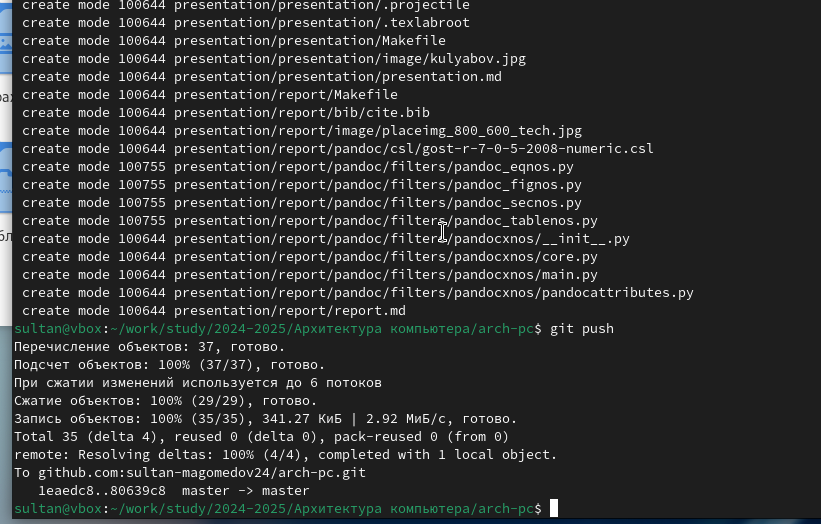 create mode 100644 presentation/presentation/.projectile
create mode 100644 presentation/presentation/.texlabroot
create mode 100644 presentation/presentation/Makefile
create mode 100644 presentation/presentation/image/kulyabov.jpg
create mode 100644 presentation/presentation/presentation.md
create mode 100644 presentation/report/Makefile
create mode 100644 presentation/report/bib/cite.bib
create mode 100644 presentation/report/image/placeimg_800_600_tech.jpg
create mode 100644 presentation/report/pandoc/csl/gost-r-7-0-5-2008-numeric.csl
create mode 100755 presentation/report/pandoc/filters/pandoc_eqnos.py
create mode 100755 presentation/report/pandoc/filters/pandoc_fignos.py
create mode 100755 presentation/report/pandoc/filters/pandoc_secnos.py
create mode 100755 presentation/report/pandoc/filters/pandoc_tablenos.py
create mode 100644 presentation/report/pandoc/filters/pandocxnos/__init__.py
create mode 100644 presentation/report/pandoc/filters/pandocxnos/core.py
create mode 100644 presentation/report/pandoc/filters/pandocxnos/main.py
create mode 100644 presentation/report/pandoc/filters/pandocxnos/pandocattributes.py
create mode 100644 presentation/report/report.md
sultan@vbox:~/work/study/2024-2025/Архитектура компьютера/arch-pc$ git push
Перечисление объектов: 37, готово.
Подсчет объектов: 100% (37/37), готово.
При сжатии изменений используется до 6 потоков
Сжатие объектов: 100% (29/29), готово.
Запись объектов: 100% (35/35), 341.27 КиБ | 2.92 МиБ/с, готово.
Total 35 (delta 4), reused 0 (delta 0), pack-reused 0 (from 0)
remote: Resolving deltas: 100% (4/4), completed with 1 local object.
To github.com:sultan-magomedov24/arch-pc.git
1eaedc8..80639c8  master -> master
sultan@vbox:~/work/study/2024-2025/Архитектура компьютера/arch-pc$